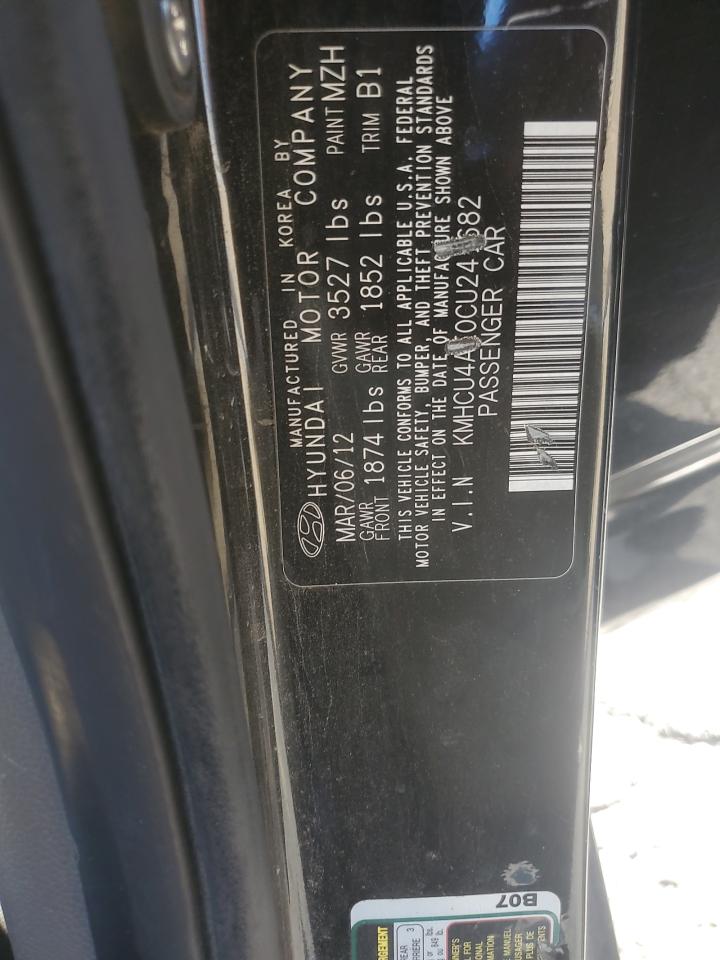 MANUFACTURED IN KOREA BY
HYUNDAI MOTOR COMPANY
MAR/06/12 GVWR 3527 lbs PAINT MZH
GAWR FRONT 1874 lbs GAWR REAR 1852 lbs TRIM B1
THIS VEHICLE CONFORMS TO ALL APPLICABLE U.S.A. FEDERAL
MOTOR VEHICLE SAFETY, BUMPER, AND THEFT PREVENTION STANDARDS
IN EFFECT ON THE DATE OF MANUFACTURE SHOWN ABOVE
V.I.N
PASSENGER CAR
B07